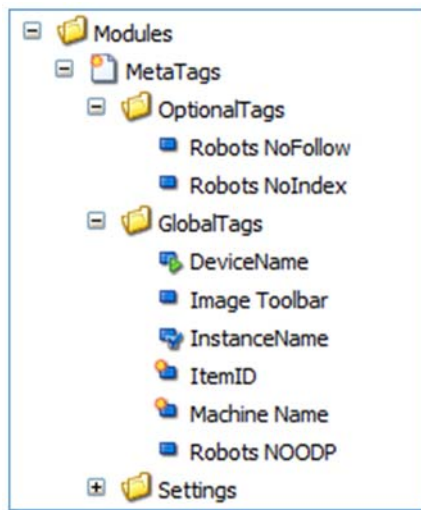 Modules
MetaTags
OptionalTags
Robots NoFollow
Robots NoIndex
GlobalTags
DeviceName
Image Toolbar
InstanceName
ItemID
Machine Name
Robots NOODP
Settings